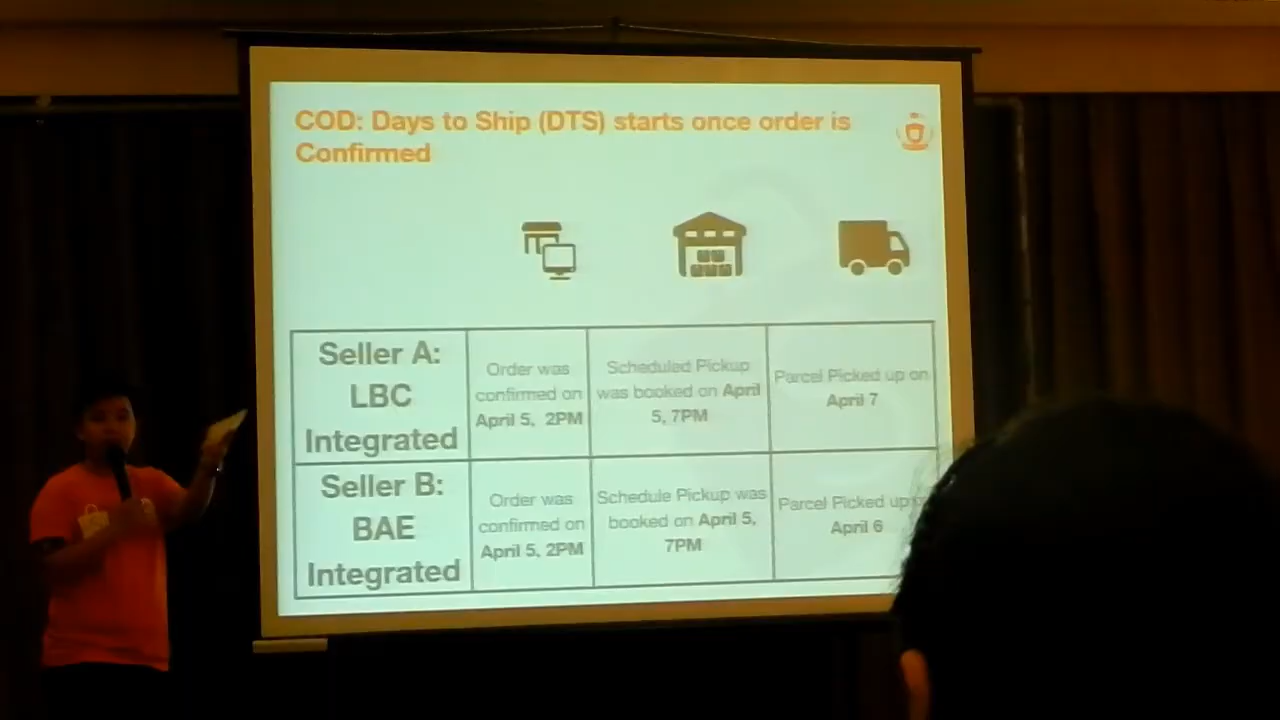 COD: Days to Ship (DTS) starts once order is
Confirmed
Seller A:
LBC
Integrated
Order was
confirmed on
April 5, 2PM
Scheduled Pickup
was booked on April
5, 7PM
Parcel Picked up on
April 7
Seller B:
BAE
Integrated
Order was
confirmed on
April 5, 2PM
Schedule Pickup was
booked on April 5,
7PM
Parcel Picked up
April 6